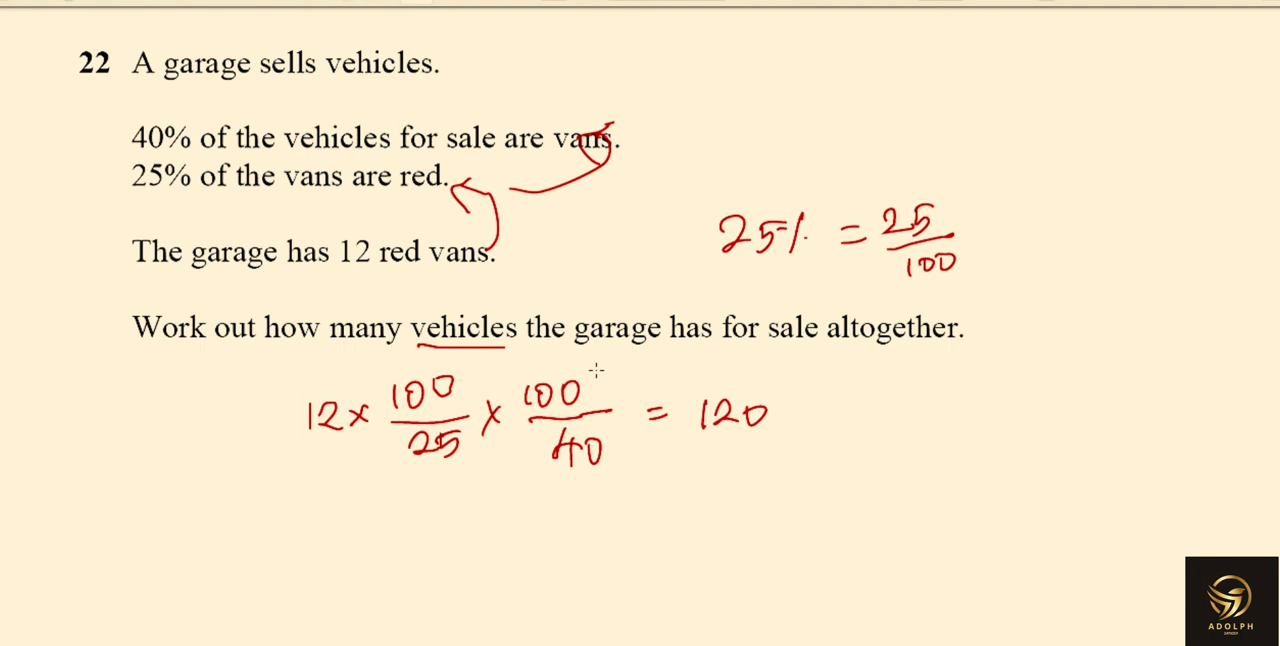 22 A garage sells vehicles.
40% of the vehicles for sale are vans.
25% of the vans are red.
The garage has 12 red vans.
25% = 25/100
Work out how many vehicles the garage has for sale altogether.
12 × 100/25 × 100/40 = 120
ADOLPH